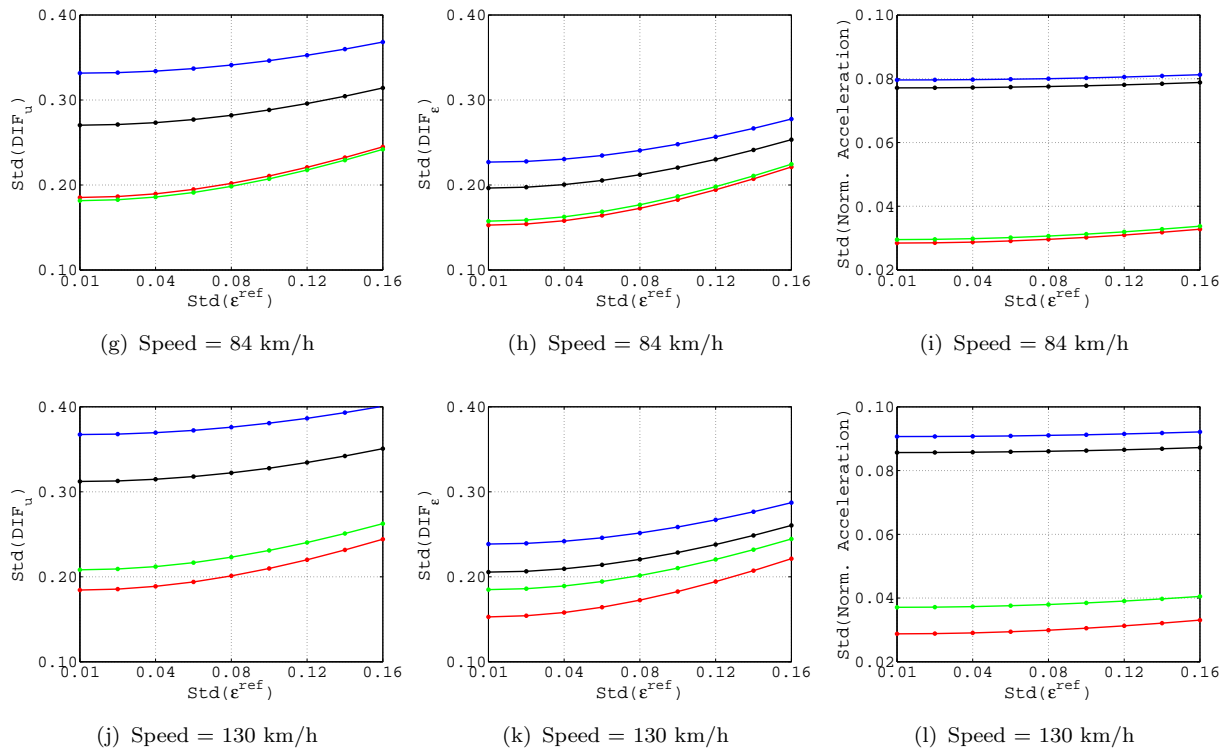 0.40
0.30
0.20
0.10
Std(DIF_u)
0.01 0.04 0.08 0.12 0.16
Std(ε^ref)
(g) Speed = 84 km/h
0.40
0.30
0.20
0.10
Std(DIF_ε)
0.01 0.04 0.08 0.12 0.16
Std(ε^ref)
(h) Speed = 84 km/h
0.10
0.08
0.06
0.04
0.02
Std(Norm. Acceleration)
0.01 0.04 0.08 0.12 0.16
Std(ε^ref)
(i) Speed = 84 km/h
0.40
0.30
0.20
0.10
Std(DIF_u)
0.01 0.04 0.08 0.12 0.16
Std(ε^ref)
(j) Speed = 130 km/h
0.40
0.30
0.20
0.10
Std(DIF_ε)
0.01 0.04 0.08 0.12 0.16
Std(ε^ref)
(k) Speed = 130 km/h
0.10
0.08
0.06
0.04
0.02
Std(Norm. Acceleration)
0.01 0.04 0.08 0.12 0.16
Std(ε^ref)
(l) Speed = 130 km/h